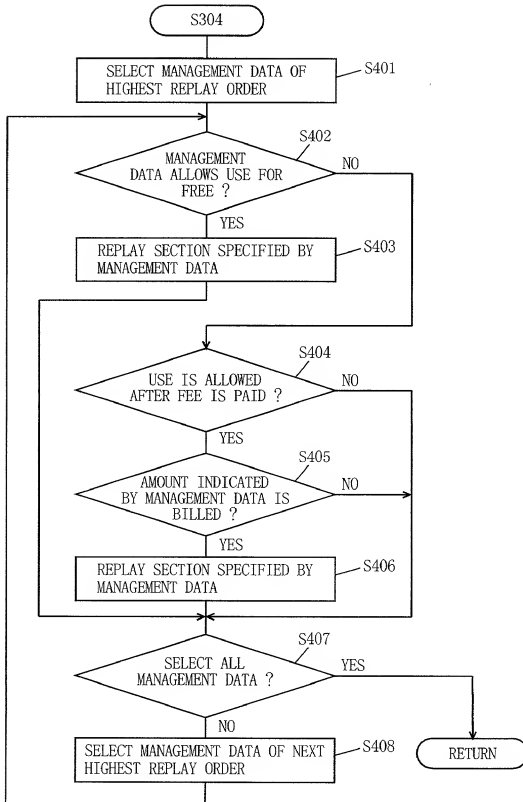 S304
SELECT MANAGEMENT DATA OF
HIGHEST REPLAY ORDER
S401
S402
MANAGEMENT
DATA ALLOWS USE FOR
FREE ?
NO
YES
S403
REPLAY SECTION SPECIFIED BY
MANAGEMENT DATA
S404
USE IS ALLOWED
AFTER FEE IS PAID ?
NO
YES
S405
AMOUNT INDICATED
BY MANAGEMENT DATA IS
BILLED ?
NO
YES
REPLAY SECTION SPECIFIED BY
MANAGEMENT DATA
S406
S407
SELECT ALL
MANAGEMENT DATA ?
YES
NO
SELECT MANAGEMENT DATA OF NEXT
HIGHEST REPLAY ORDER
S408
RETURN